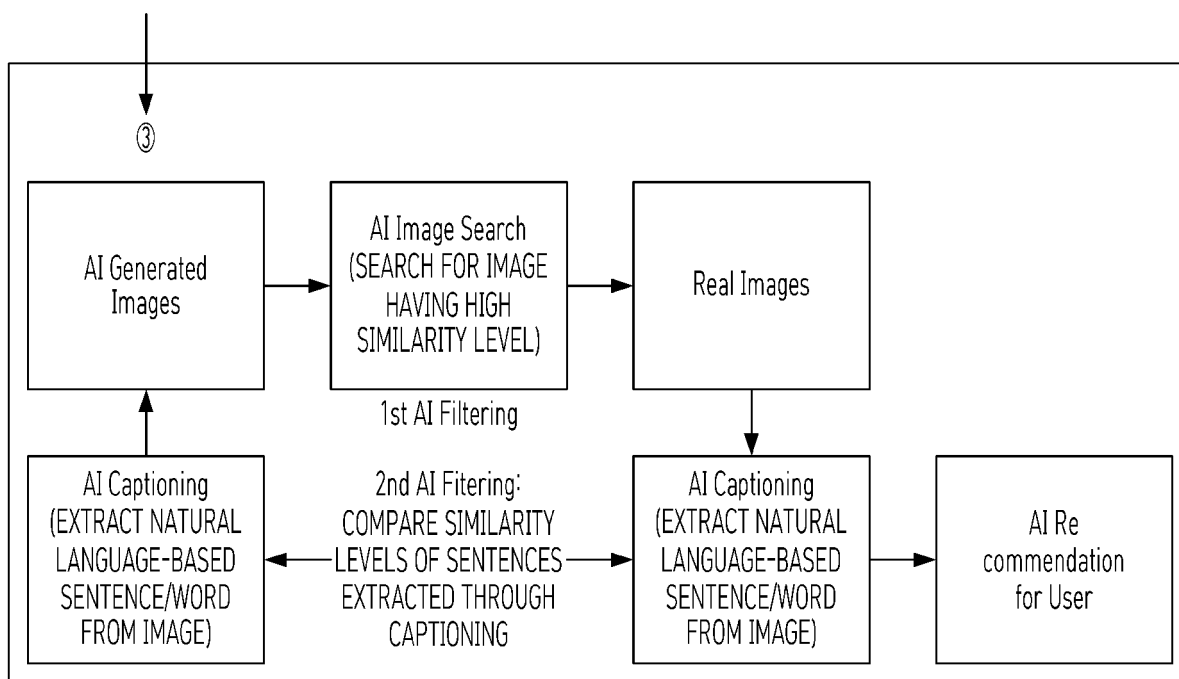 ③
AI Generated
Images
AI Image Search
(SEARCH FOR IMAGE
HAVING HIGH
SIMILARITY LEVEL)
Real Images
1st AI Filtering
AI Captioning
(EXTRACT NATURAL
LANGUAGE-BASED
SENTENCE/WORD
FROM IMAGE)
2nd AI Fitering:
COMPARE SIMILARITY
LEVELS OF SENTENCES
EXTRACTED THROUGH
CAPTIONING
AI Captioning
(EXTRACT NATURAL
LANGUAGE-BASED
SENTENCE/WORD
FROM IMAGE)
AI Re
commendation
for User